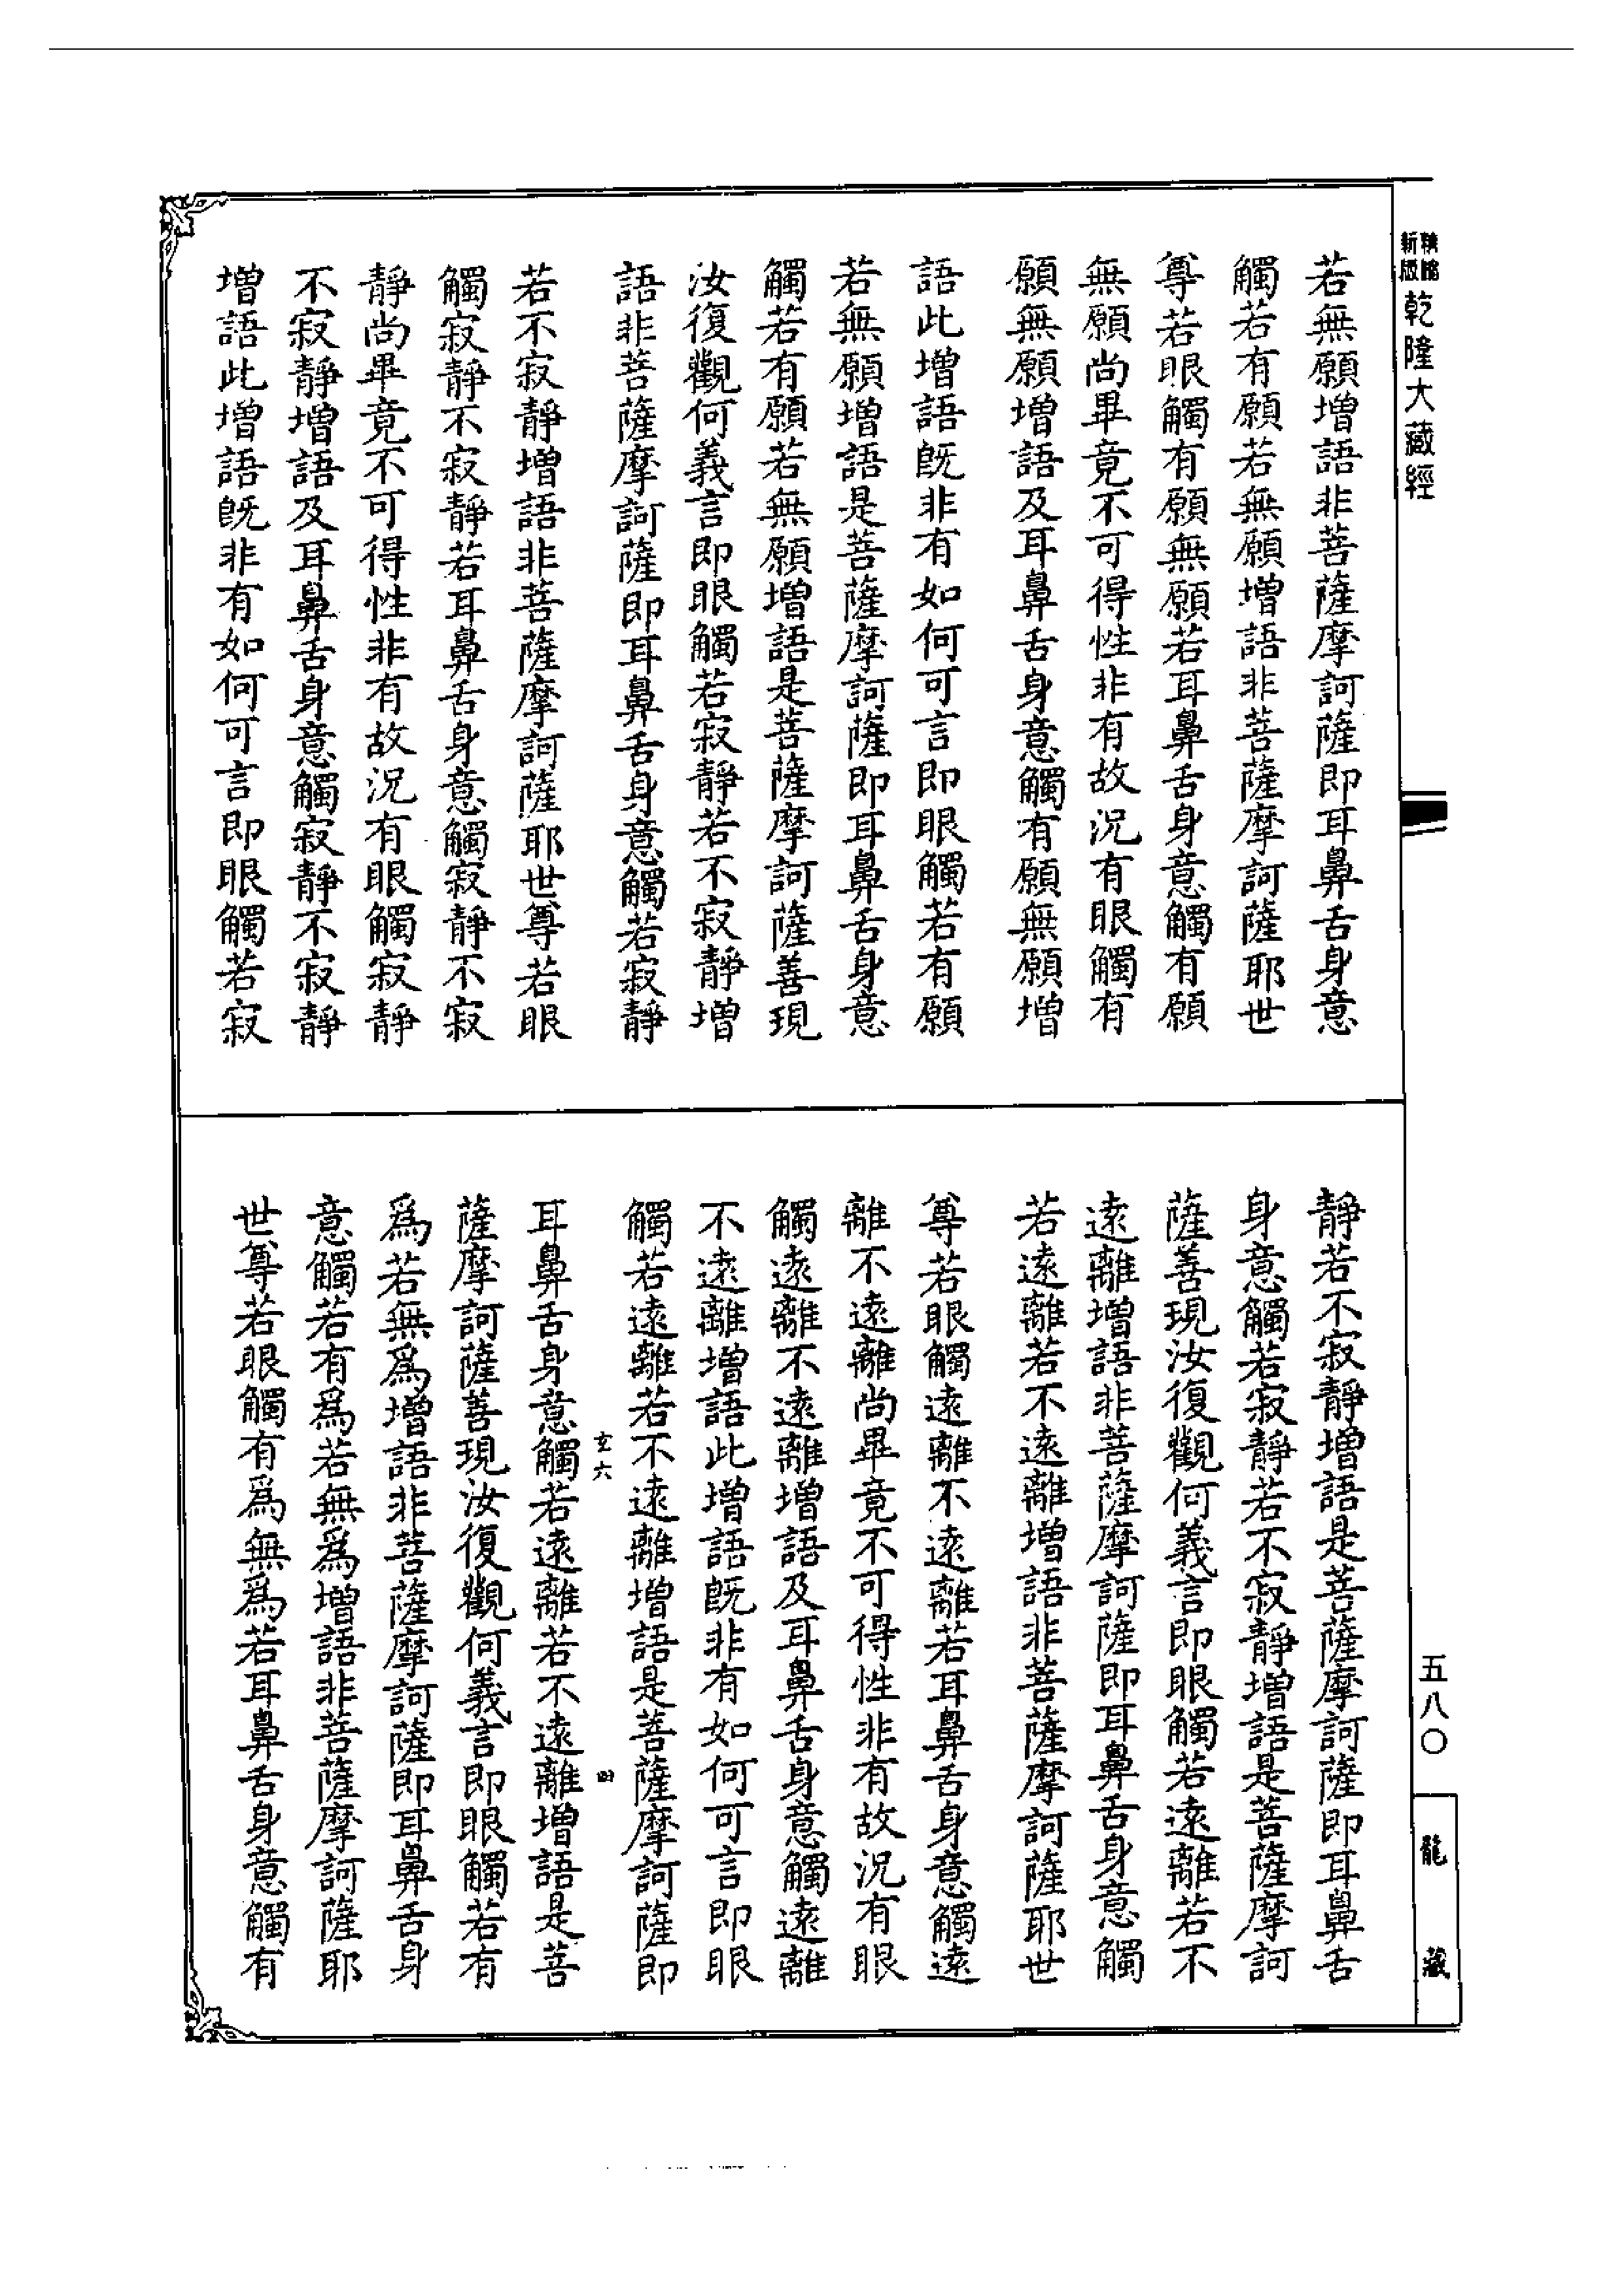 乾隆大藏經
若無願增語非菩薩摩訶薩即耳鼻舌身意
觸若有願若無願增語非菩薩摩訶薩耶世
尊若眼觸有願無願若耳鼻舌身意觸有願
無願尚畢竟不可得性非有故況有眼觸有
願無願增語及耳鼻舌身意觸有願無願增
語此增語既非有如何可言即眼觸若有願
若無願增語是菩薩摩訶薩即耳鼻舌身意
觸若有願若無願增語是菩薩摩訶薩善現
汝復觀何義言即眼觸若寂靜若不寂靜增
語非菩薩摩訶薩即耳鼻舌身意觸若寂靜
若不寂靜增語非菩薩摩訶薩耶世尊若眼
觸寂靜不寂靜若耳鼻舌身意觸寂靜不寂
靜尚畢竟不可得性非有故況有眼觸寂靜
不寂靜增語及耳鼻舌身意觸寂靜不寂靜
增語此增語既非有如何可言即眼觸若寂
靜若不寂靜增語是菩薩摩訶薩即耳鼻舌
身意觸若寂靜若不寂靜增語是菩薩摩訶
薩善現汝復觀何義言即眼觸若遠離若不
遠離增語非菩薩摩訶薩即耳鼻舌身意觸
若遠離若不遠離增語非菩薩摩訶薩耶世
尊若眼觸遠離不遠離若耳鼻舌身意觸遠
離不遠離尚畢竟不可得性非有故況有眼
觸遠離不遠離增語及耳鼻舌身意觸遠離
不遠離增語此增語既非有如何可言即眼
觸若遠離若不遠離增語是菩薩摩訶薩即
玄六
耳鼻舌身意觸若遠離若不遠離增語是菩
薩摩訶薩善現汝復觀何義言即眼觸若有
為若無為增語非菩薩摩訶薩即耳鼻舌身
意觸若有為若無為增語非菩薩摩訶薩耶
世尊若眼觸有為無為若耳鼻舌身意觸有
五八〇
龍藏